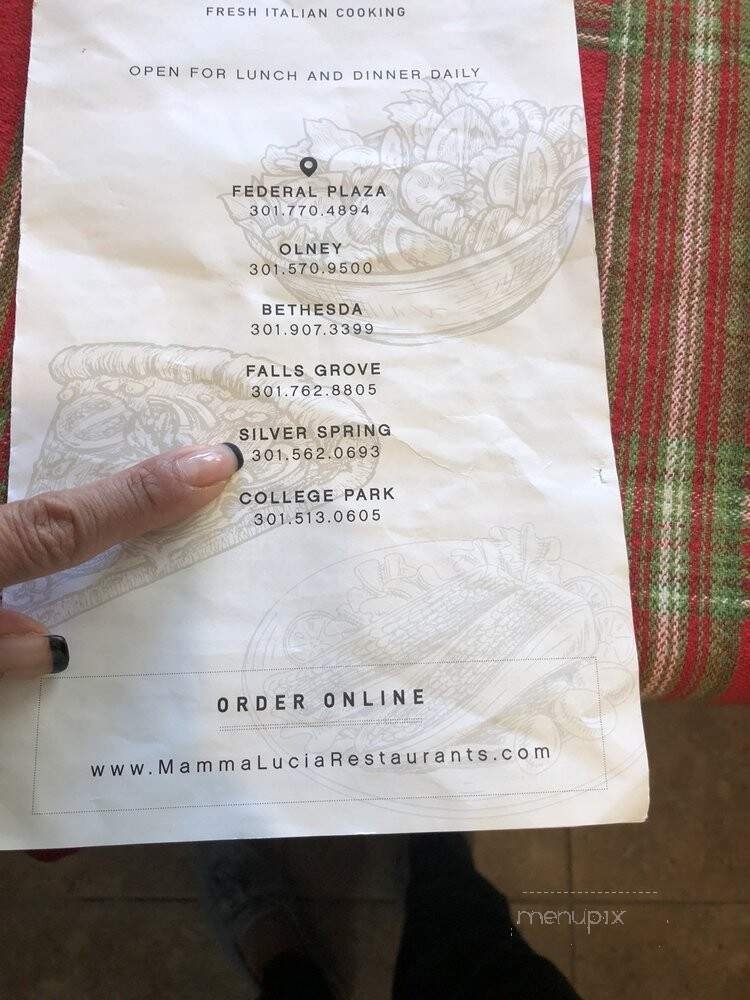 FRESH ITALIAN COOKING
OPEN FOR LUNCH AND DINNER DAILY
FEDERAL PLAZA
301.770.4894
OLNEY
301.570.9500
BETHESDA
301.907.3399
FALLS GROVE
301.762.8805
SILVER SPRING
301.562.0693
COLLEGE PARK
301.513.0605
ORDER ONLINE
www.MammaLuciaRestaurants.com
menupix